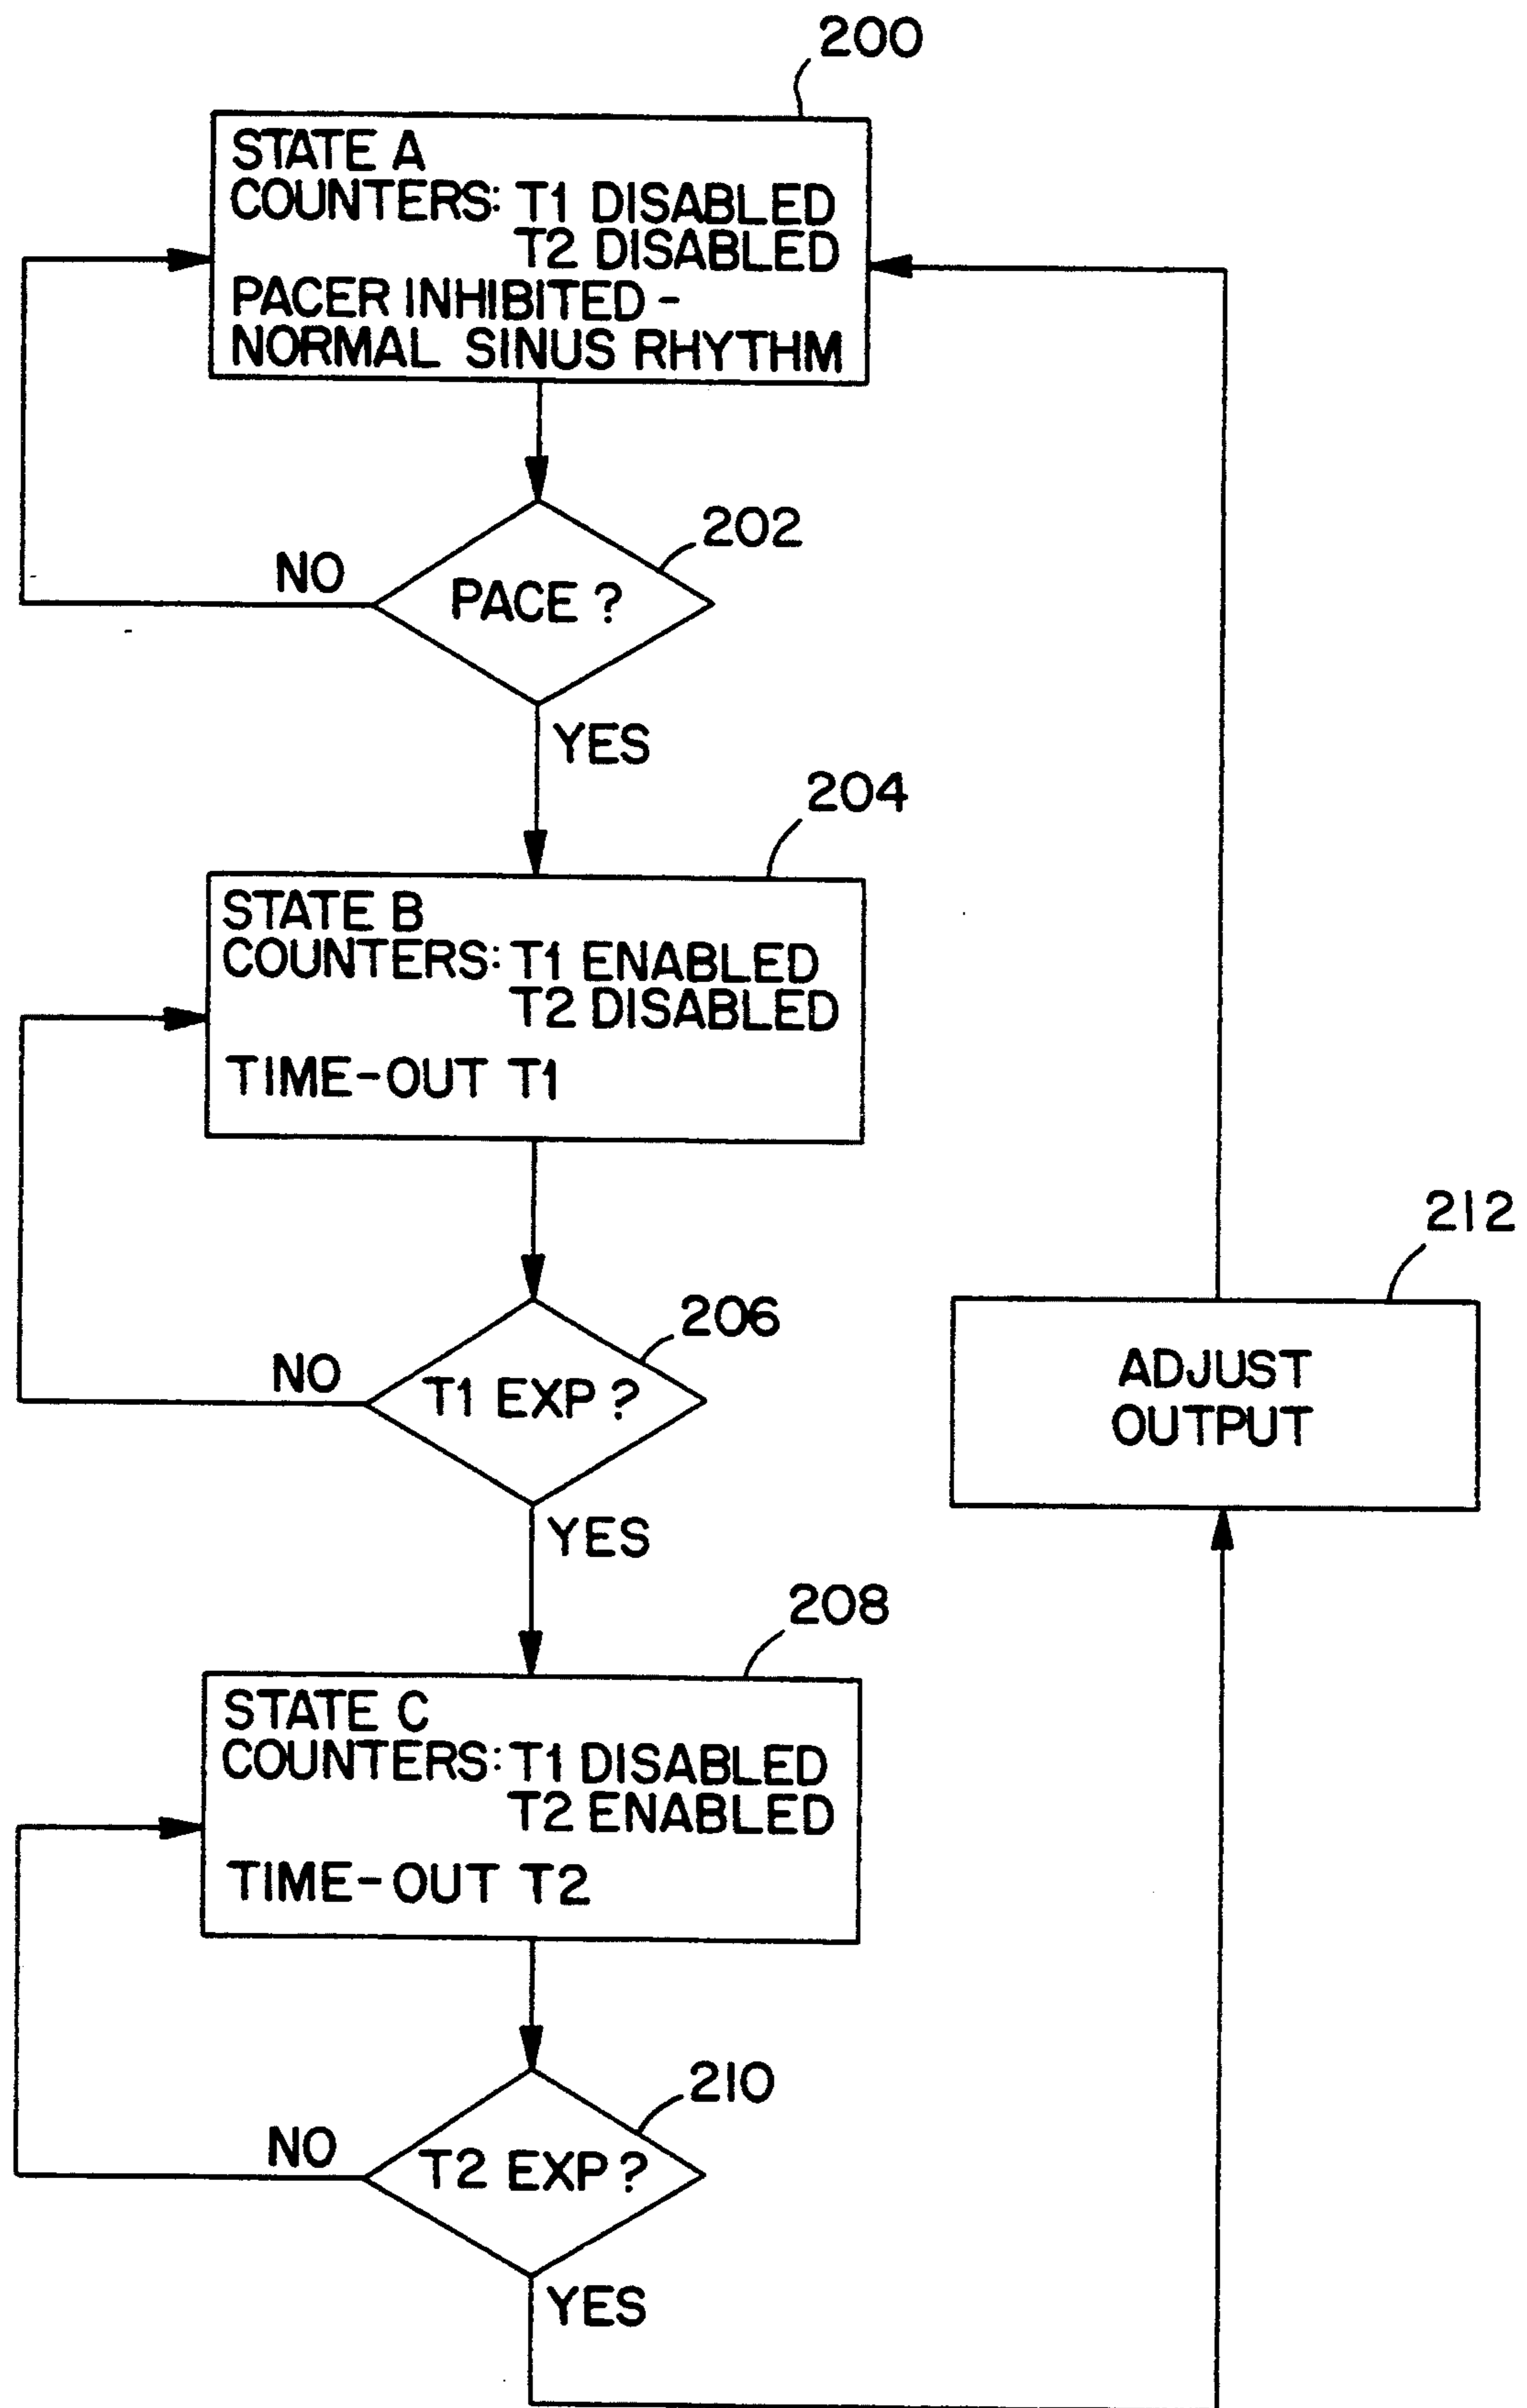 200
STATE A
COUNTERS: T1 DISABLED
T2 DISABLED
PACER INHIBITED -
NORMAL SINUS RHYTHM
202
NO
PACE ?
YES
204
STATE B
COUNTERS: T1 ENABLED
T2 DISABLED
TIME-OUT T1
212
206
NO
T1 EXP ?
ADJUST
OUTPUT
YES
208
STATE C
COUNTERS: T1 DISABLED
T2 ENABLED
TIME-OUT T2
210
NO
T2 EXP ?
YES